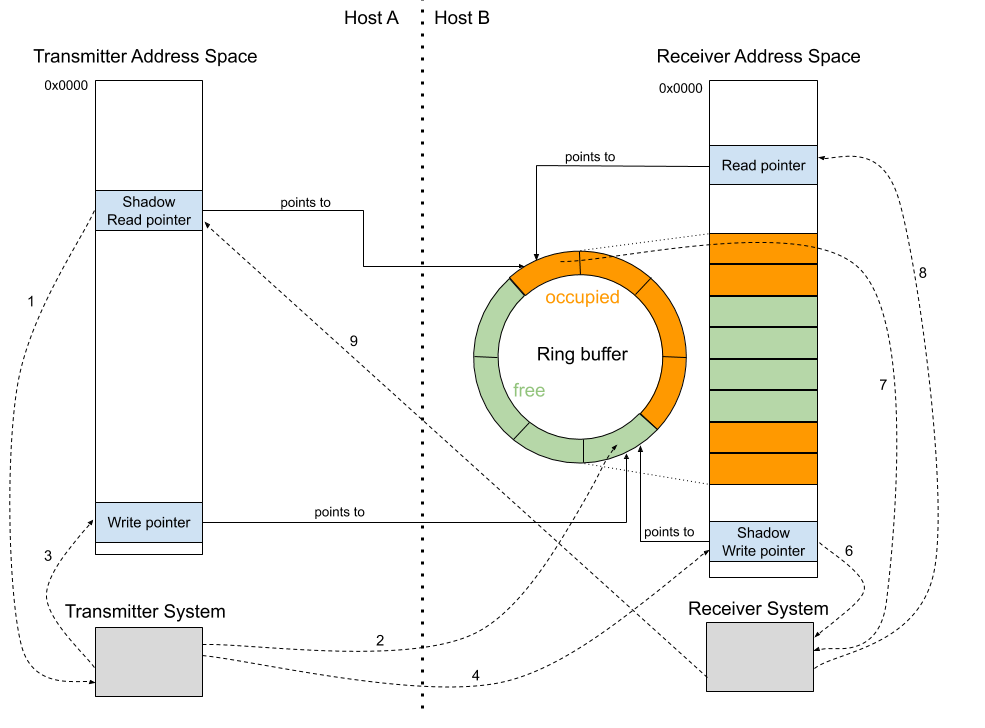 Host A
Host B
Transmitter Address Space
Receiver Address Space
0x0000
0x0000
points to
Read pointer
Shadow
Read pointer
points to
8
occupied
1
9
Ring buffer
free
7
points to
Write pointer
points to
Shadow
Write pointer
3
6
Transmitter System
Receiver System
2
4